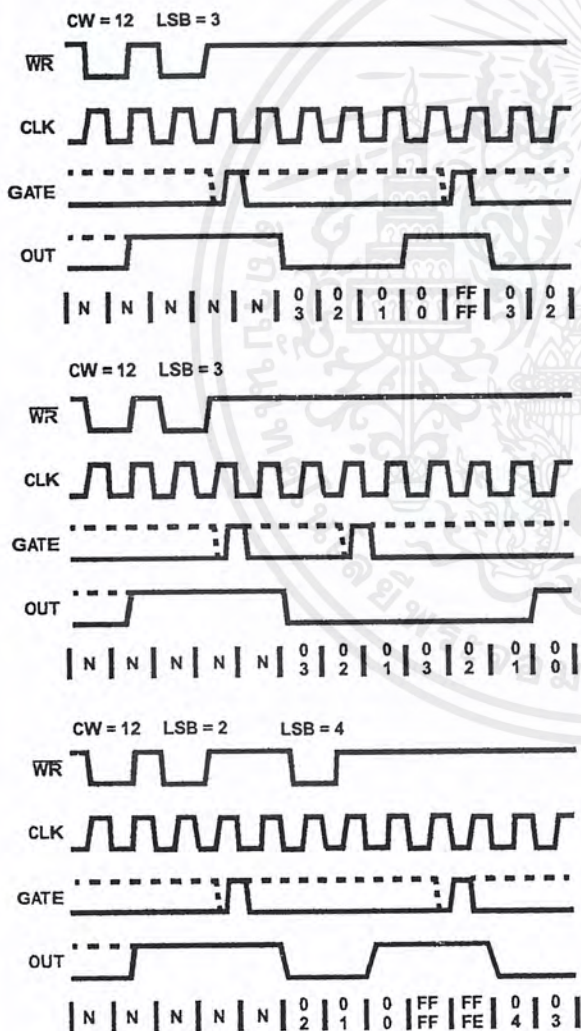 CW = 12 LSB = 3
WR
CLK
GATE
OUT
N N N N N 0 0 0 0 FF 0 0
3 2 1 0 FF 3 2
CW = 12 LSB = 3
WR
CLK
GATE
OUT
N N N N N 0 0 0 0 0 0 0
3 2 1 3 2 1 0
CW = 12 LSB = 2 LSB = 4
WR
CLK
GATE
OUT
N N N N N 0 0 0 FF FF 0 0
2 1 0 FF FE 4 3